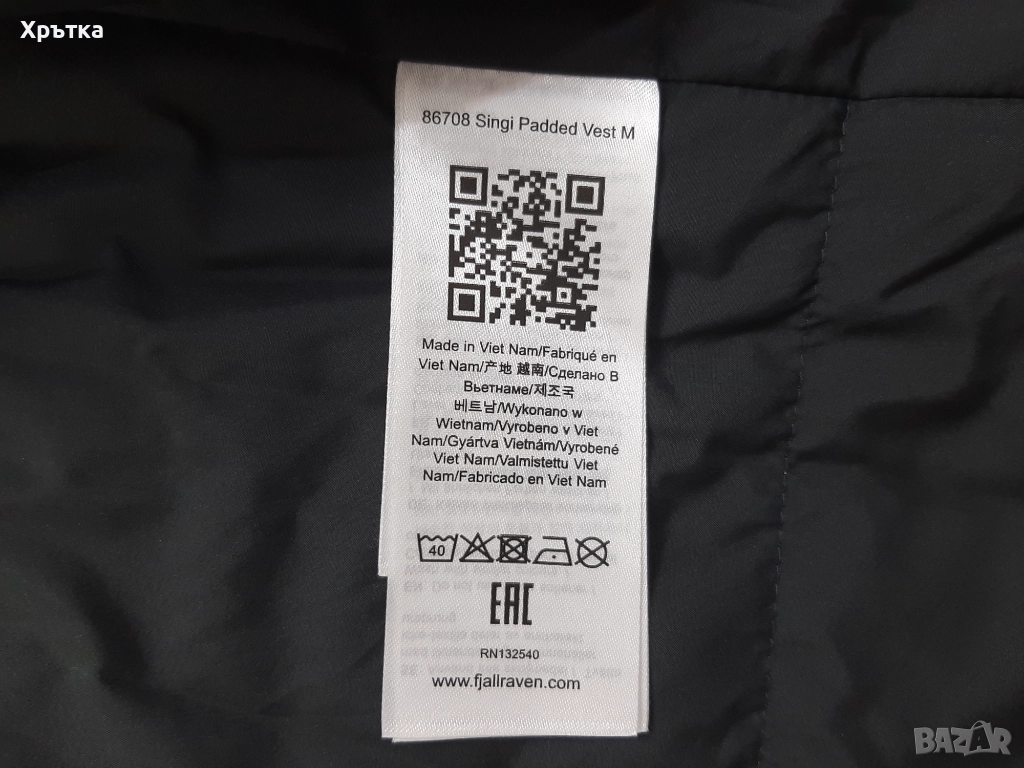 Хрътка
86708 Singi Padded Vest M
Made in Viet Nam/Fabriqué en
Viet Nam/产地 越南/Сделано В
Вьетнаме/제조국
베트남/Wykonano w
Wietnam/Vyrobeno v Viet
Nam/Gyártva Vietnám/Vyrobené
Viet Nam/Valmistettu Viet
Nam/Fabricado en Viet Nam
40
EAC
RN132540
www.fjallraven.com
BAZAR